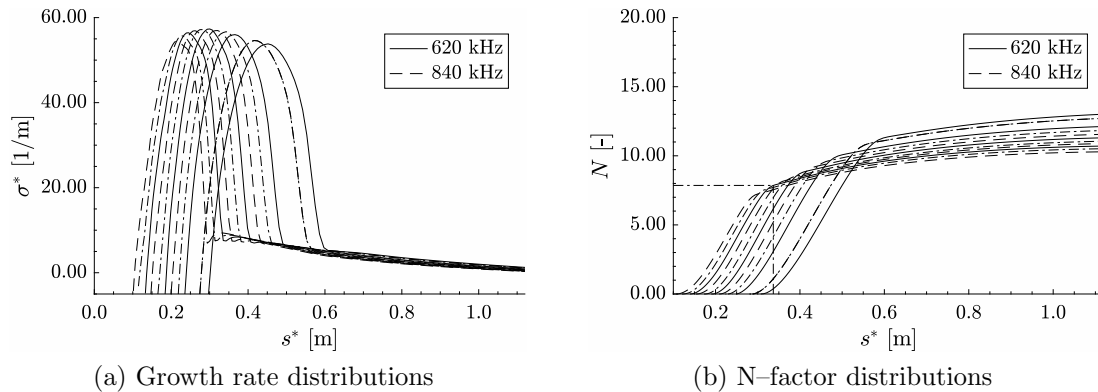 60.00
40.00
20.00
0.00
σ* [1/m]
0.0 0.2 0.4 0.6 0.8 1.0
s* [m]
620 kHz
840 kHz
(a) Growth rate distributions
20.00
15.00
10.00
5.00
0.00
N [-]
0.2 0.4 0.6 0.8 1.0
s* [m]
620 kHz
840 kHz
(b) N–factor distributions